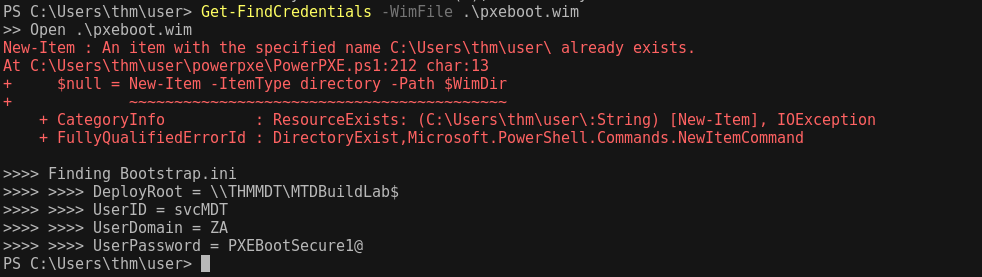 PS C:\Users\thm\user> Get-FindCredentials -WimFile .\pxeboot.wim
>> Open .\pxeboot.wim
New-Item : An item with the specified name C:\Users\thm\user\ already exists.
At C:\Users\thm\user\powerpxe\PowerPXE.ps1:212 char:13
+     $null = New-Item -ItemType directory -Path $WimDir
+             ~~~~~~~~~~~~~~~~~~~~~~~~~~~~~~~~~~~~~~~~~~
    + CategoryInfo          : ResourceExists: (C:\Users\thm\user\:String) [New-Item], IOException
    + FullyQualifiedErrorId : DirectoryExist,Microsoft.PowerShell.Commands.NewItemCommand

>>>> Finding Bootstrap.ini
>>>> >>>> DeployRoot = \\THMMDT\MTDBuildLab$
>>>> >>>> UserID = svcMDT
>>>> >>>> UserDomain = ZA
>>>> >>>> UserPassword = PXEBootSecure1@
PS C:\Users\thm\user>